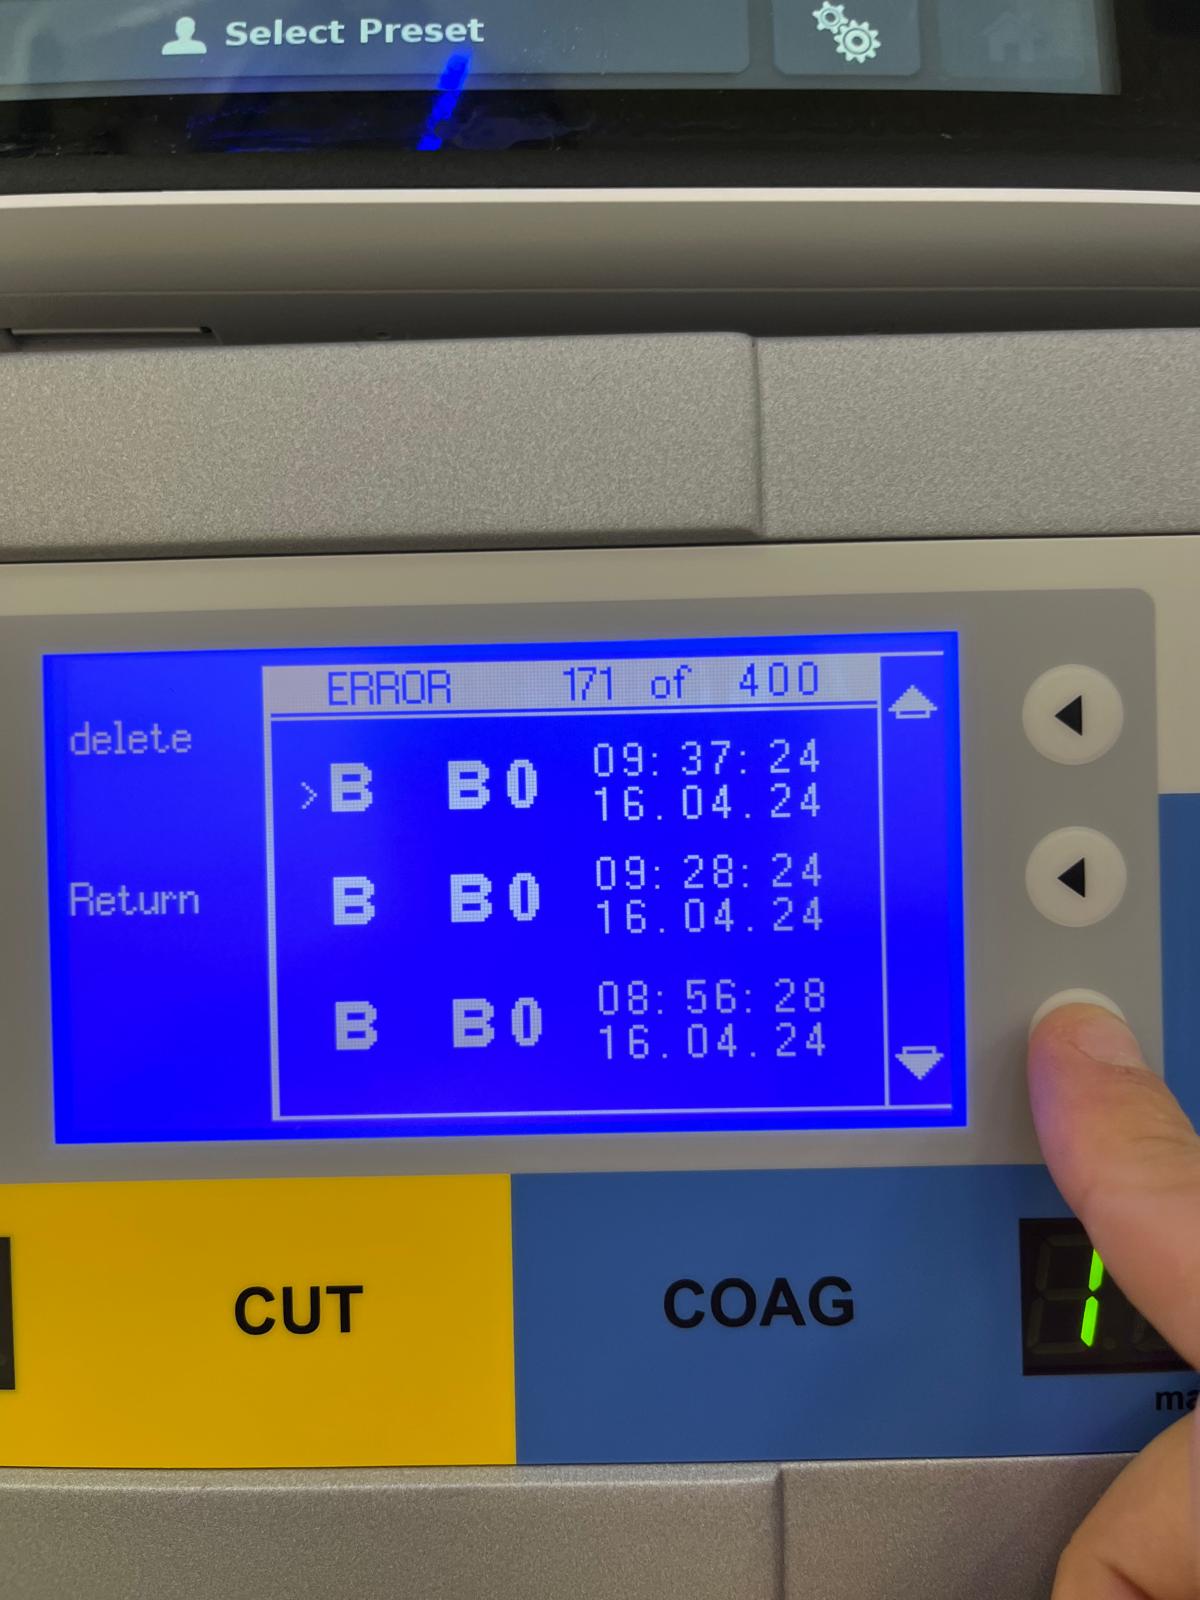 Select Preset
delete
Return
ERROR 171 of 400
>B B0 09:37:24
16.04.24
B B0 09:28:24
16.04.24
B B0 08:56:28
16.04.24
CUT
COAG
1